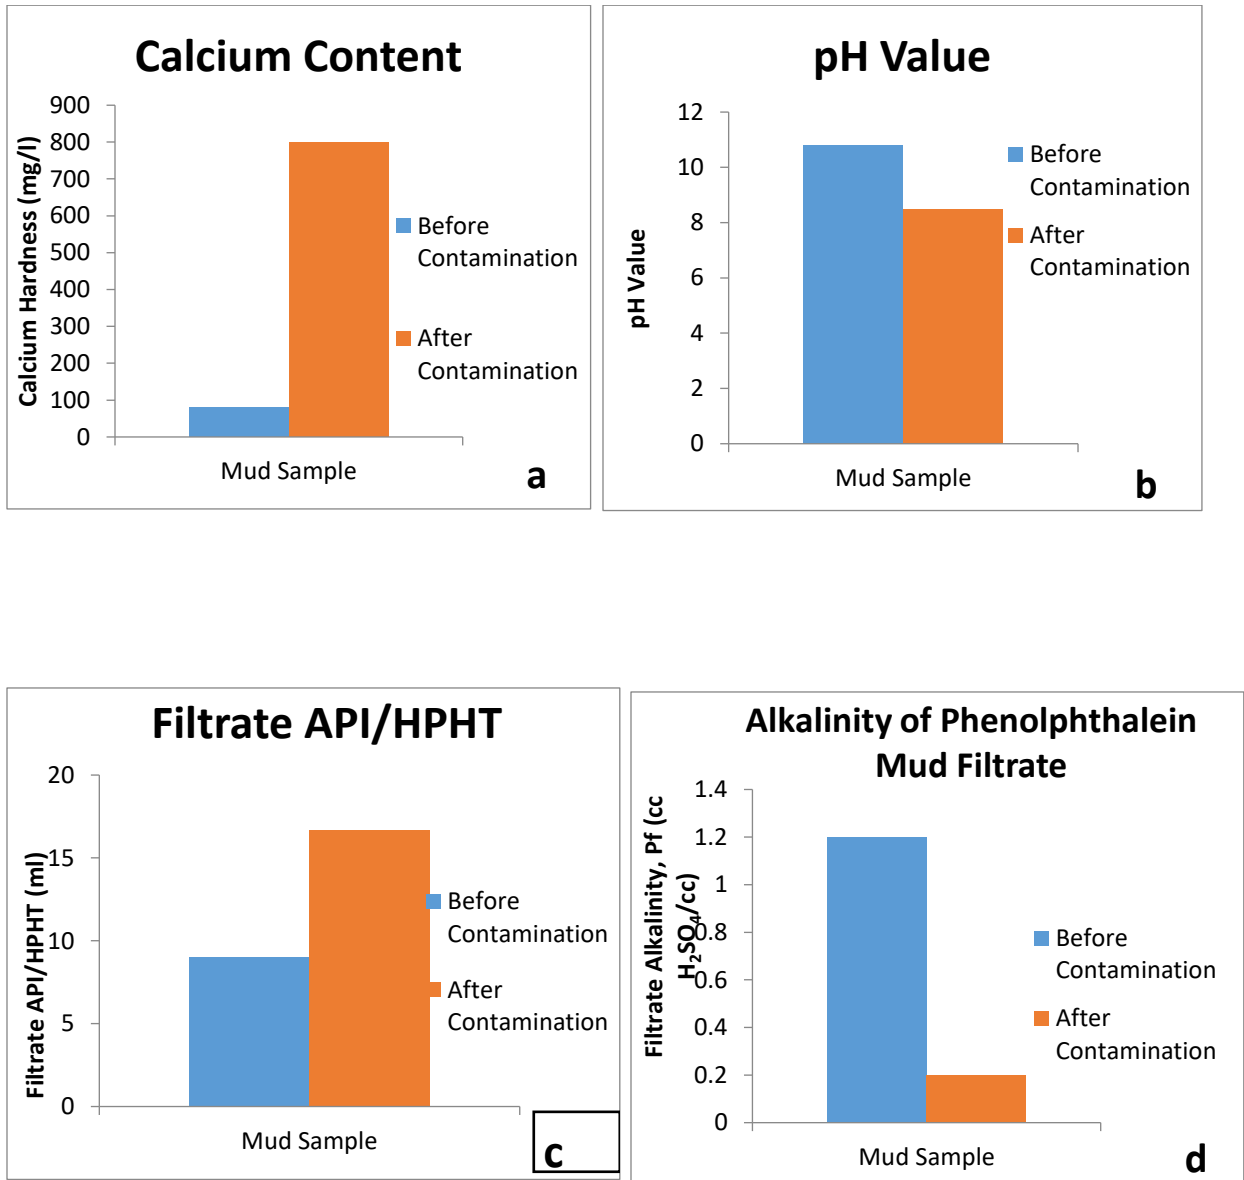 Calcium Content
900
800
700
600
500
400
300
200
100
0
Calcium Hardness (mg/l)
Before
Contamination
After
Contamination
Mud Sample
a
pH Value
12
10
8
6
4
2
0
pH Value
Before
Contamination
After
Contamination
Mud Sample
b
Filtrate API/HPHT
20
15
10
5
0
Filtrate API/HPHT (ml)
Before
Contamination
After
Contamination
Mud Sample
c
Alkalinity of Phenolphthalein
Mud Filtrate
1.4
1.2
1
0.8
0.6
0.4
0.2
0
Filtrate Alkalinity, Pf (cc
H₂SO₄/cc)
Before
Contamination
After
Contamination
Mud Sample
d